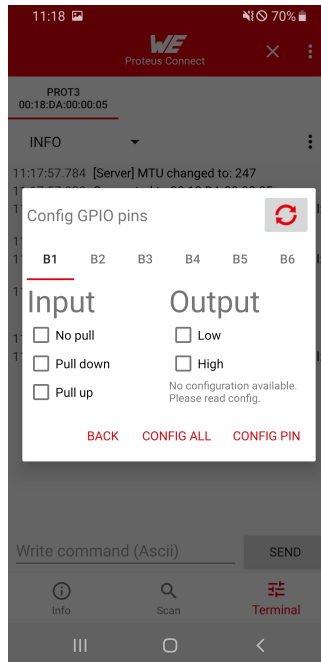 11:18 70%
WE
Proteus Connect
PROT3
00:18:DA:00:00:05
INFO
11:17:57.784 [Server] MTU changed to: 247
Config GPIO pins
B1 B2 B3 B4 B5 B6
Input Output
No pull Low
Pull down High
Pull up No configuration available.
Please read config.
BACK CONFIG ALL CONFIG PIN
Write command (Ascii) SEND
Info Scan Terminal